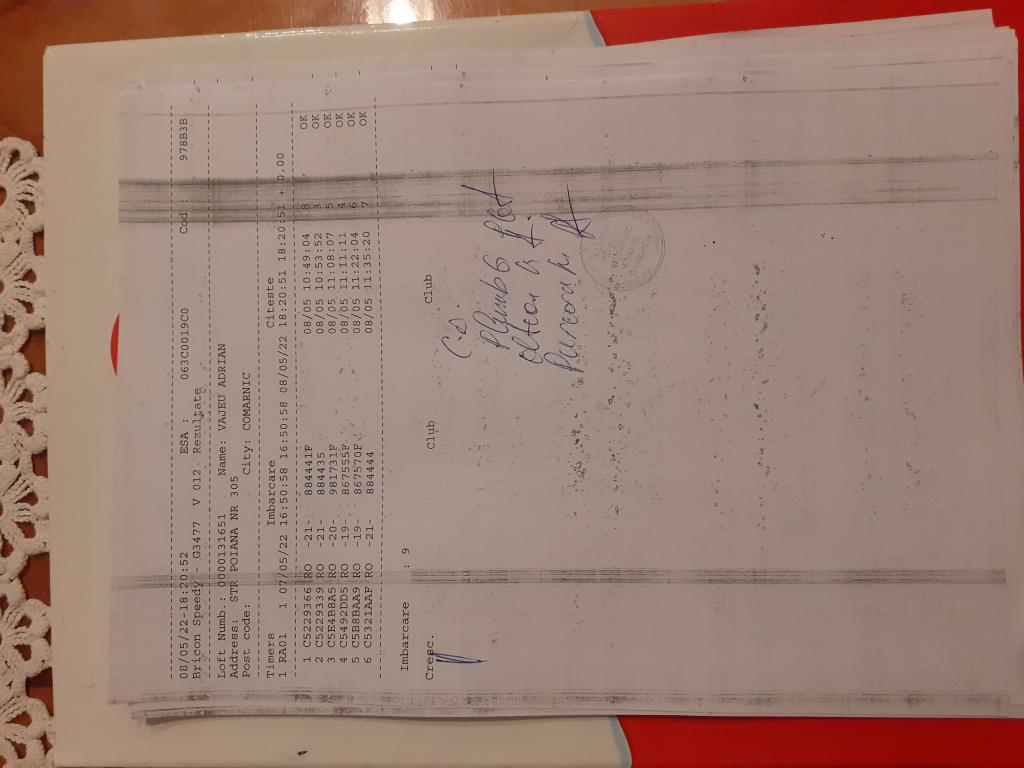 08/05/22-18:20:52 ESA : 063C0019C0 Cod : 978B3B
Bricon Speedy - G3477 V 012. Rezultate
Loft Numb.: 0000131651 Name: VAJEU ADRIAN
Address: STR POIANA NR 305 City: COMARNIC
Post code:
Timers Imbarcare Citeste
1 RA01 1 07/05/22 16:50:58 16:50:58 08/05/22 18:20:51 18:20:51 + 0.00
1 C5229366 RO -21- 884441F 08/05 10:49:04 8 OK
2 C5229339 RO -21- 884435 08/05 10:53:52 3 OK
3 C5E4B8A5 RO -20- 981731F 08/05 11:08:07 5 OK
4 C5492DD5 RO -19- 867555F 08/05 11:11:11 4 OK
5 C5B8BAA9 RO -19- 867570F 08/05 11:22:04 6 OK
6 C5321AAF RO -21- 884444 08/05 11:35:20 7 OK
Imbarcare : 9
Cresc. Club Club